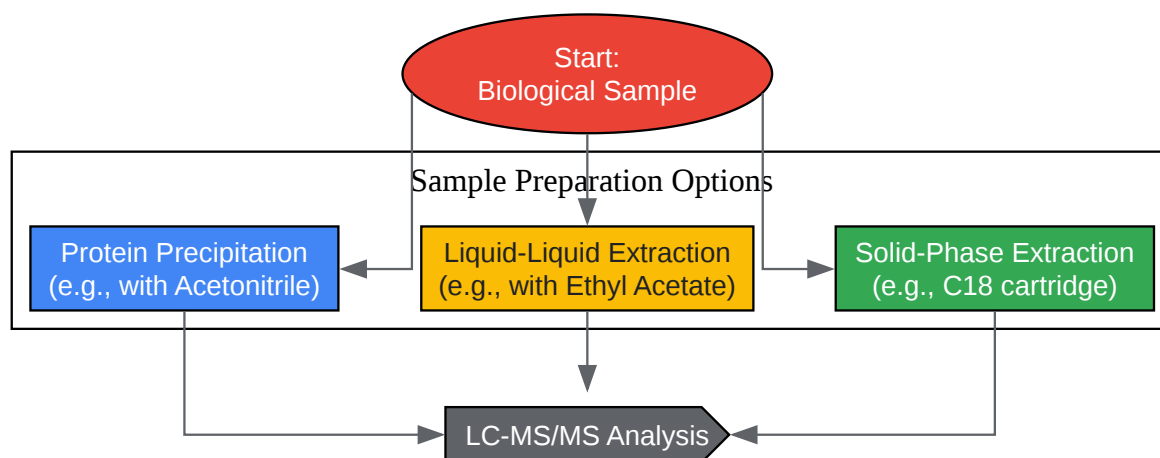 Start:
Biological Sample
Sample Preparation Options
Protein Precipitation
(e.g., with Acetonitrile)
Liquid-Liquid Extraction
(e.g., with Ethyl Acetate)
Solid-Phase Extraction
(e.g., C18 cartridge)
LC-MS/MS Analysis